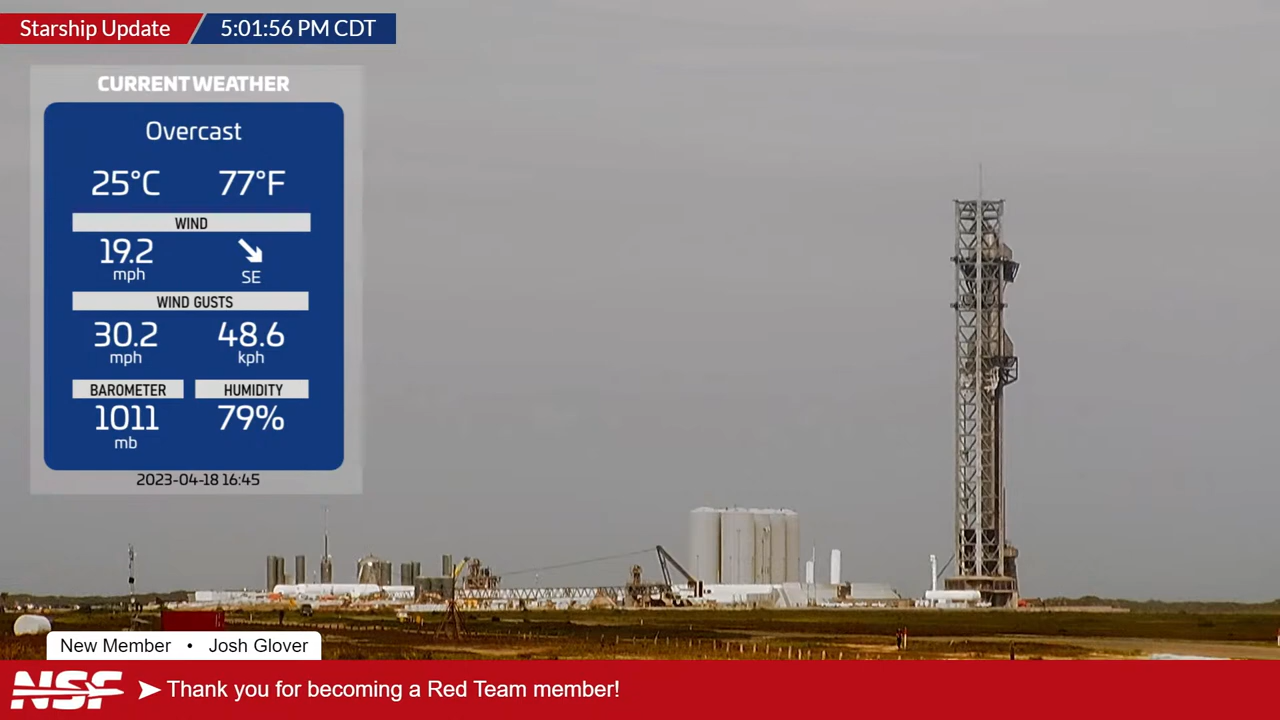 Starship Update
5:01:56 PM CDT
CURRENT WEATHER
Overcast
25°C 77°F
WIND
19.2
mph
SE
WIND GUSTS
30.2 48.6
mph kph
BAROMETER HUMIDITY
1011 79%
mb
2023-04-18 16:45
New Member • Josh Glover
NSF
Thank you for becoming a Red Team member!